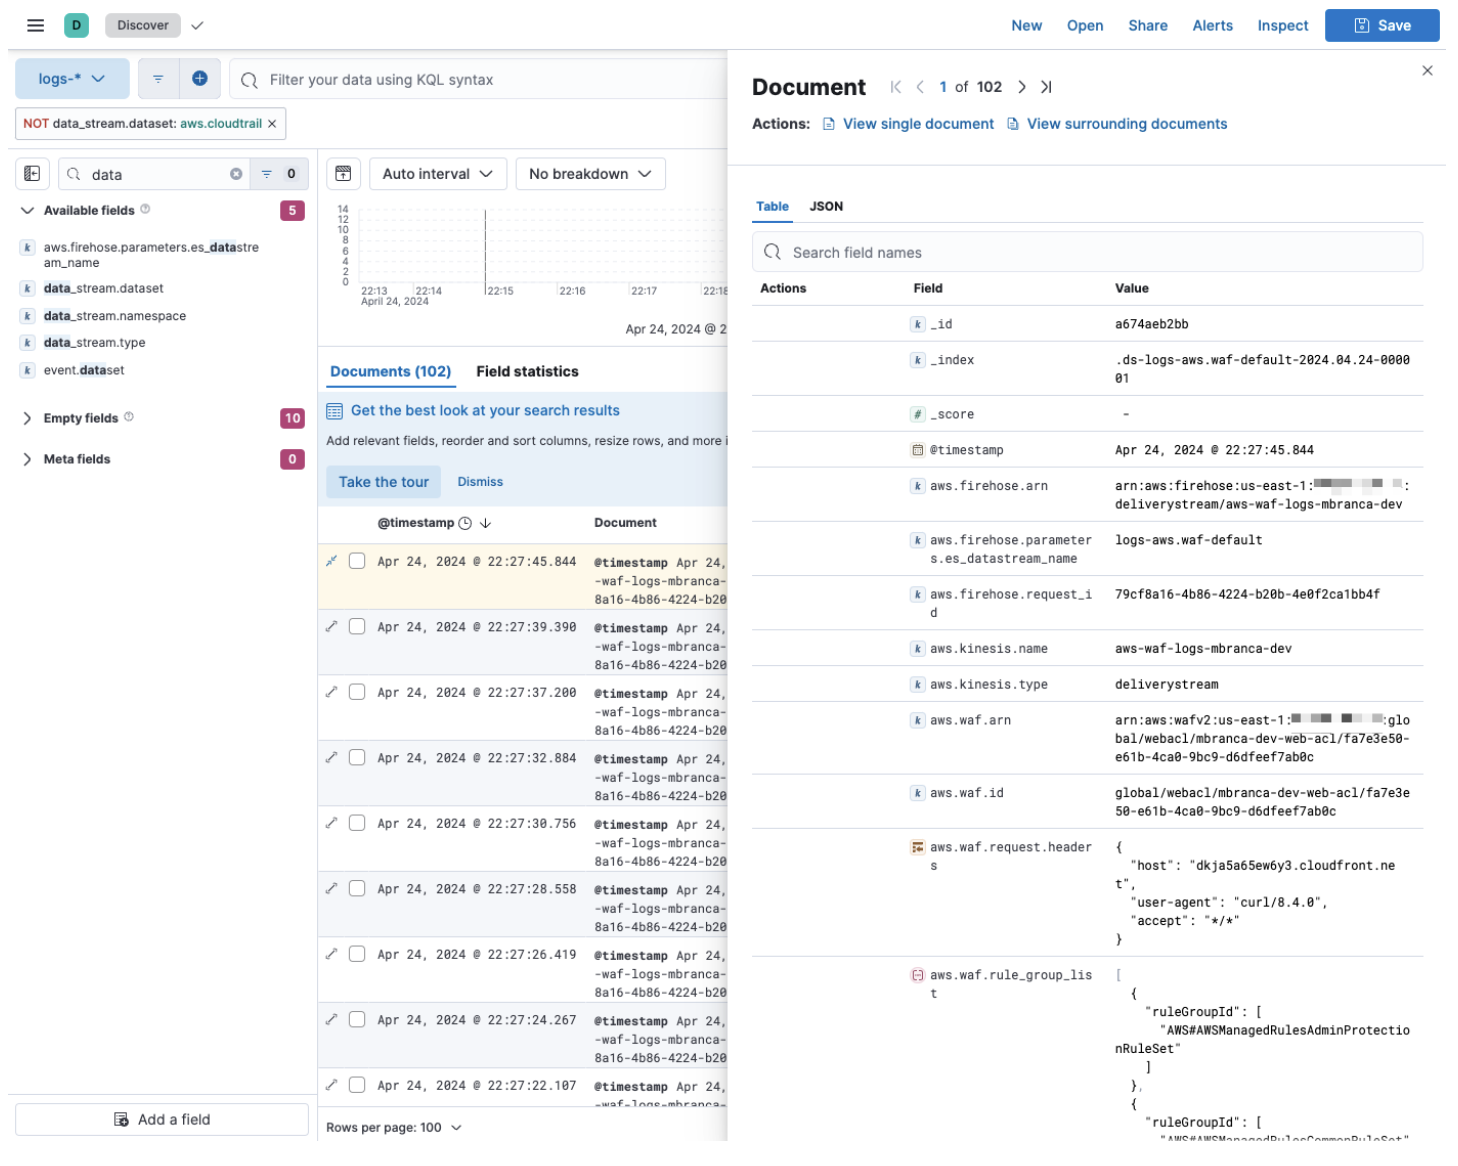 D Discover
New Open Share Alerts Inspect Save
logs-*
Filter your data using KQL syntax
NOT data_stream.dataset: aws.cloudtrail ×
data
0
Available fields 5
aws.firehose.parameters.es_datastre
am_name
data_stream.dataset
data_stream.namespace
data_stream.type
event.dataset
Empty fields 10
Meta fields 0
Add a field
Auto interval
No breakdown
14
12
10
8
6
4
2
0
22:13 22:14 22:15 22:16 22:17 22:18
April 24, 2024
Apr 24, 2024 @ 2
Documents (102) Field statistics
Get the best look at your search results
Add relevant fields, reorder and sort columns, resize rows, and more i
Take the tour Dismiss
@timestamp Document
Apr 24, 2024 @ 22:27:45.844 @timestamp Apr 24,
-waf-logs-mbranca-
8a16-4b86-4224-b20
Apr 24, 2024 @ 22:27:39.390 @timestamp Apr 24,
-waf-logs-mbranca-
8a16-4b86-4224-b20
Apr 24, 2024 @ 22:27:37.200 @timestamp Apr 24,
-waf-logs-mbranca-
8a16-4b86-4224-b20
Apr 24, 2024 @ 22:27:32.884 @timestamp Apr 24,
-waf-logs-mbranca-
8a16-4b86-4224-b20
Apr 24, 2024 @ 22:27:30.756 @timestamp Apr 24,
-waf-logs-mbranca-
8a16-4b86-4224-b20
Apr 24, 2024 @ 22:27:28.558 @timestamp Apr 24,
-waf-logs-mbranca-
8a16-4b86-4224-b20
Apr 24, 2024 @ 22:27:26.419 @timestamp Apr 24,
-waf-logs-mbranca-
8a16-4b86-4224-b20
Apr 24, 2024 @ 22:27:24.267 @timestamp Apr 24,
-waf-logs-mbranca-
8a16-4b86-4224-b20
Apr 24, 2024 @ 22:27:22.107 @timestamp Apr 24,
-waf-logs-mbranca-
Rows per page: 100
Document 1 of 102
Actions: View single document View surrounding documents
Table JSON
Search field names
Actions Field Value
k _id a674aeb2bb
k _index .ds-logs-aws.waf-default-2024.04.24-0000
01
# _score -
@timestamp Apr 24, 2024 @ 22:27:45.844
k aws.firehose.arn arn:aws:firehose:us-east-1: :
deliverystream/aws-waf-logs-mbranca-dev
k aws.firehose.parameter logs-aws.waf-default
s.es_datastream_name
k aws.firehose.request_i 79cf8a16-4b86-4224-b20b-4e0f2ca1bb4f
d
k aws.kinesis.name aws-waf-logs-mbranca-dev
k aws.kinesis.type deliverystream
k aws.waf.arn arn:aws:wafv2:us-east-1: :glo
bal/webacl/mbranca-dev-web-acl/fa7e3e50-
e61b-4ca0-9bc9-d6dfeef7ab0c
k aws.waf.id global/webacl/mbranca-dev-web-acl/fa7e3e
50-e61b-4ca0-9bc9-d6dfeef7ab0c
aws.waf.request.header {
s "host": "dkja5a65ew6y3.cloudfront.ne
t",
"user-agent": "curl/8.4.0",
"accept": "*/*"
}
aws.waf.rule_group_lis [
t {
"ruleGroupId": [
"AWS#AWSManagedRulesAdminProtectio
nRuleSet"
]
},
{
"ruleGroupId": [
"AWS#AWSManagedRulesCommonRuleSet"